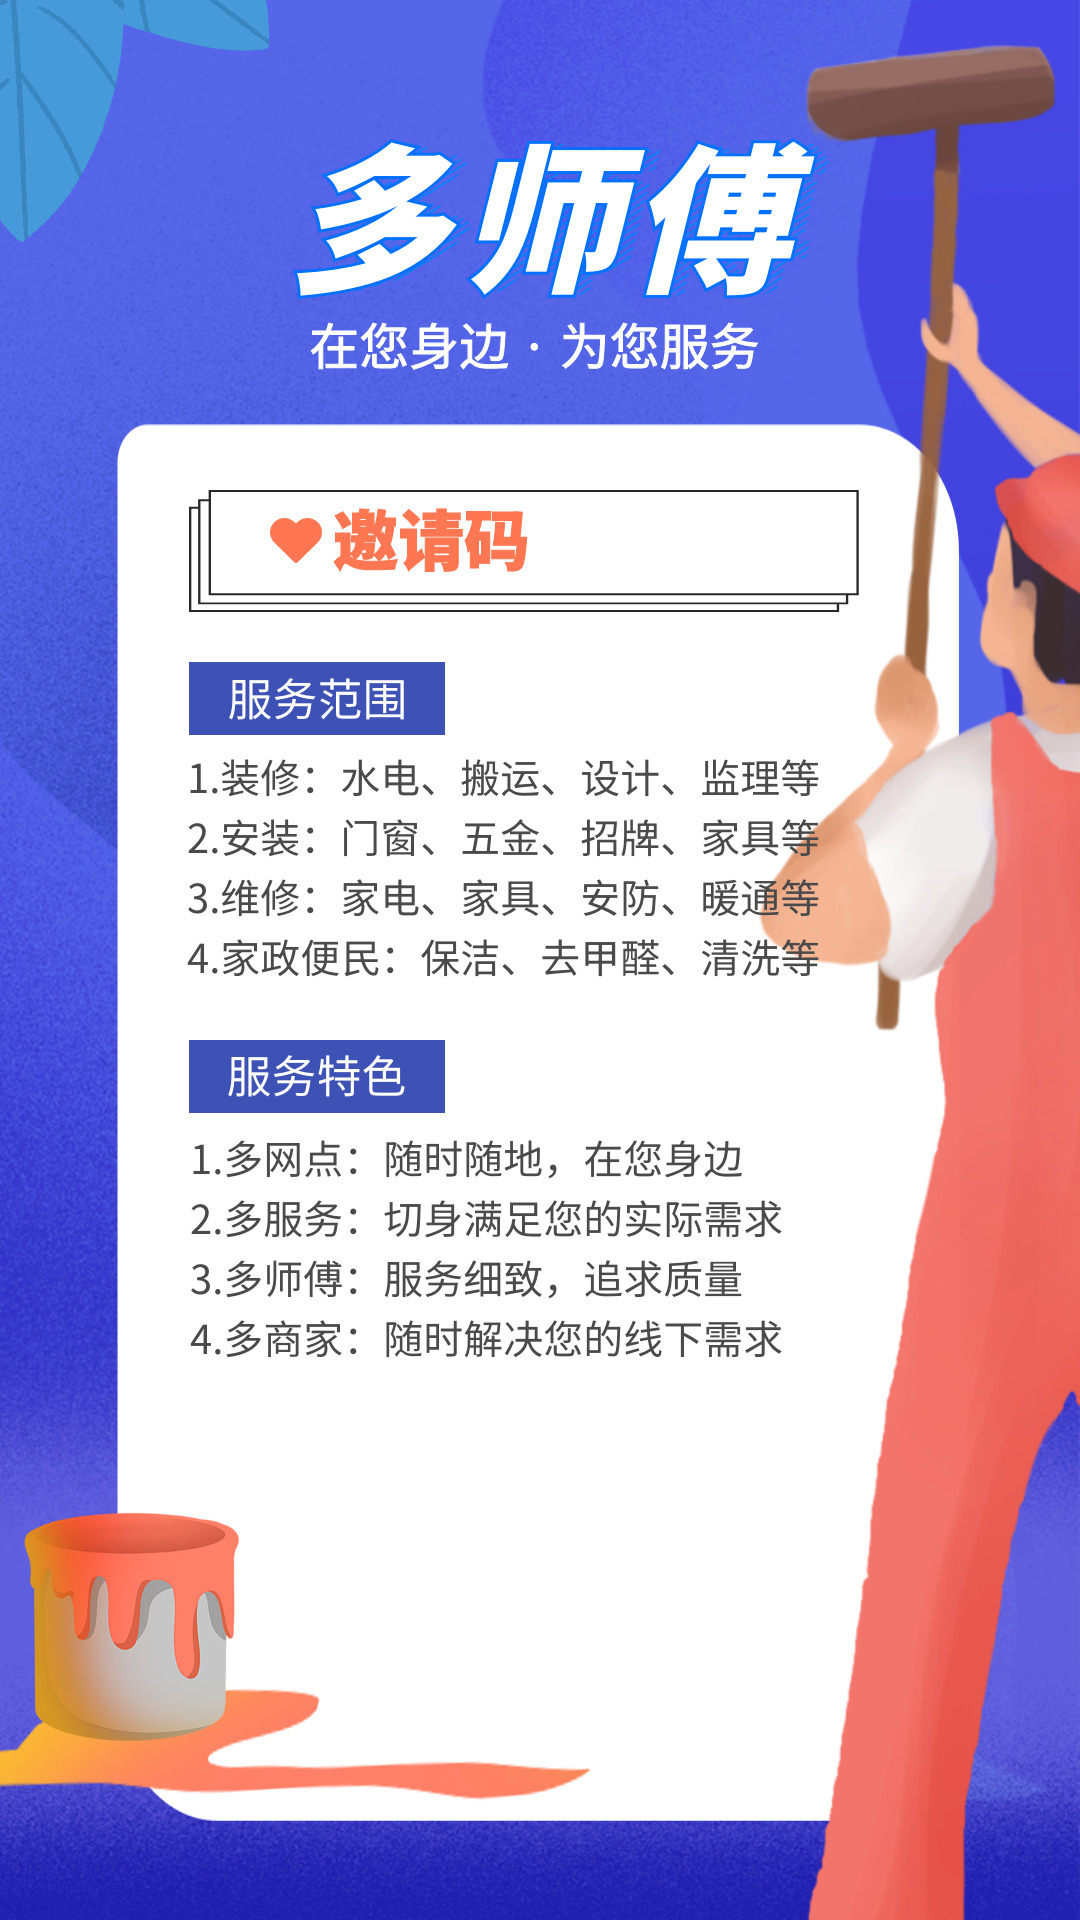 多师傅
在您身边 · 为您服务
邀请码
服务范围
1.装修：水电、搬运、设计、监理等
2.安装：门窗、五金、招牌、家具等
3.维修：家电、家具、安防、暖通等
4.家政便民：保洁、去甲醛、清洗等
服务特色
1.多网点：随时随地，在您身边
2.多服务：切身满足您的实际需求
3.多师傅：服务细致，追求质量
4.多商家：随时解决您的线下需求